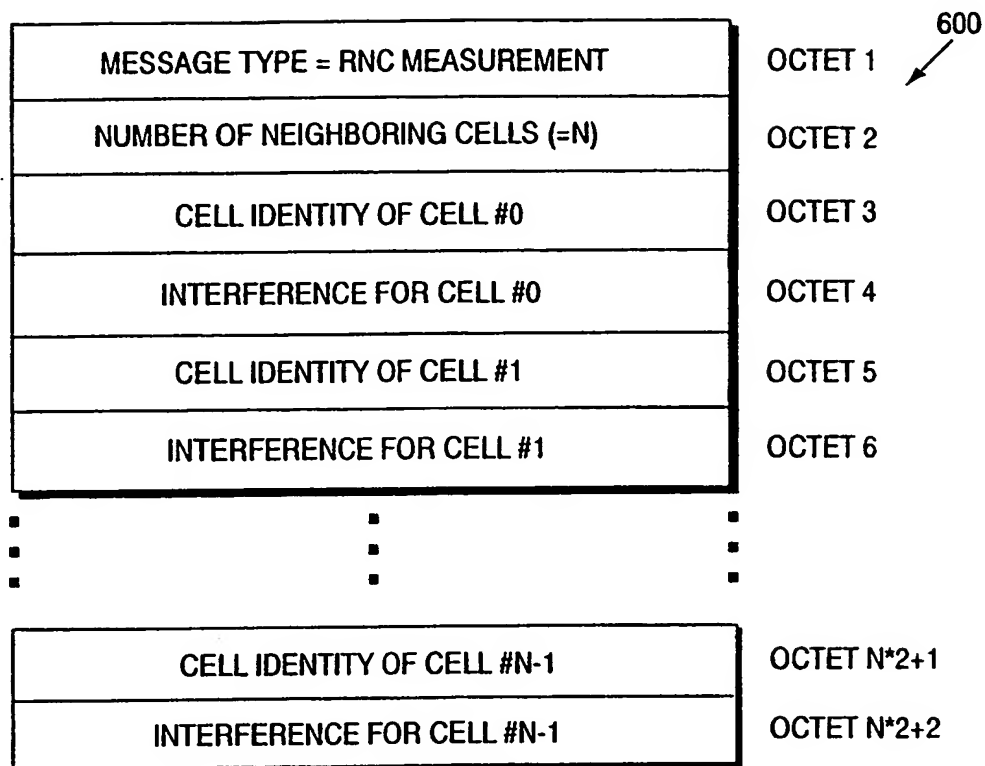 600
MESSAGE TYPE = RNC MEASUREMENT OCTET 1
NUMBER OF NEIGHBORING CELLS (=N) OCTET 2
CELL IDENTITY OF CELL #0 OCTET 3
INTERFERENCE FOR CELL #0 OCTET 4
CELL IDENTITY OF CELL #1 OCTET 5
INTERFERENCE FOR CELL #1 OCTET 6
CELL IDENTITY OF CELL #N-1 OCTET N*2+1
INTERFERENCE FOR CELL #N-1 OCTET N*2+2